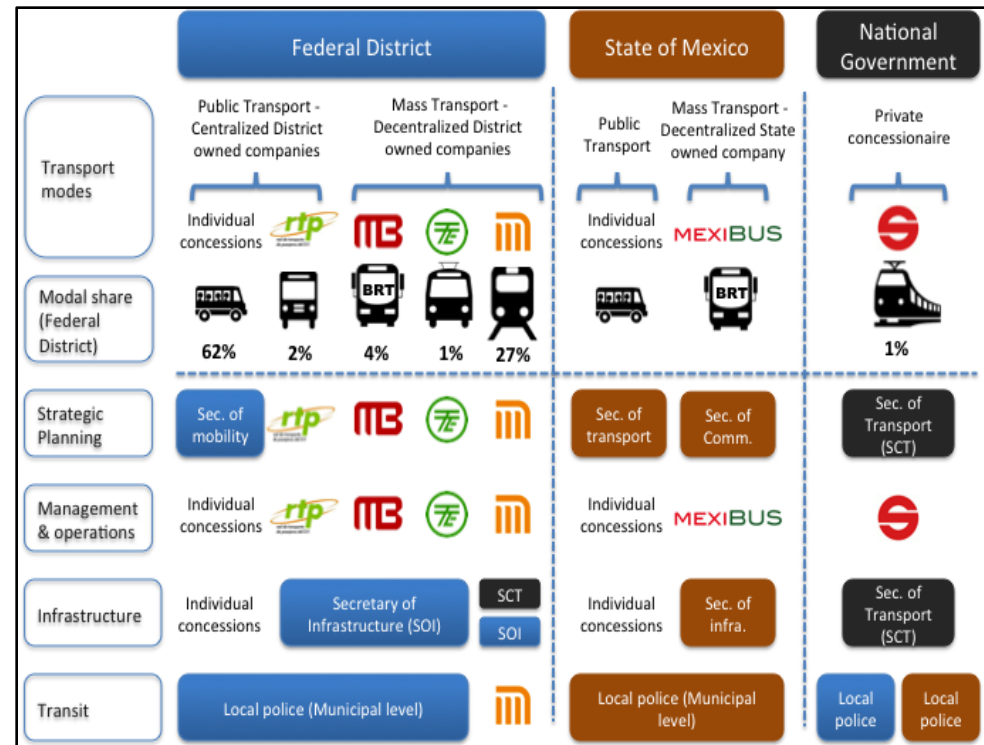 Federal District
State of Mexico
National
Government
Transport
modes
Public Transport -
Centralized District
owned companies
Mass Transport -
Decentralized District
owned companies
Public
Transport
Mass Transport -
Decentralized State
owned company
Private
concessionaire
Individual
concessions
rtp
MB
TE
Individual
concessions
MEXIBUS
Modal share
(Federal
District)
BRT
BRT
62%
2%
4%
1%
27%
1%
Strategic
Planning
Sec. of
mobility
rtp
MB
TE
Sec. of
transport
Sec. of
Comm.
Sec. of
Transport
(SCT)
Management
& operations
Individual
concessions
rtp
MB
TE
Individual
concessions
MEXIBUS
Infrastructure
Individual
concessions
Secretary of
Infrastructure (SOI)
SCT
SOI
Individual
concessions
Sec. of
infra.
Sec. of
Transport
(SCT)
Transit
Local police (Municipal level)
Local police (Municipal
level)
Local
police
Local
police